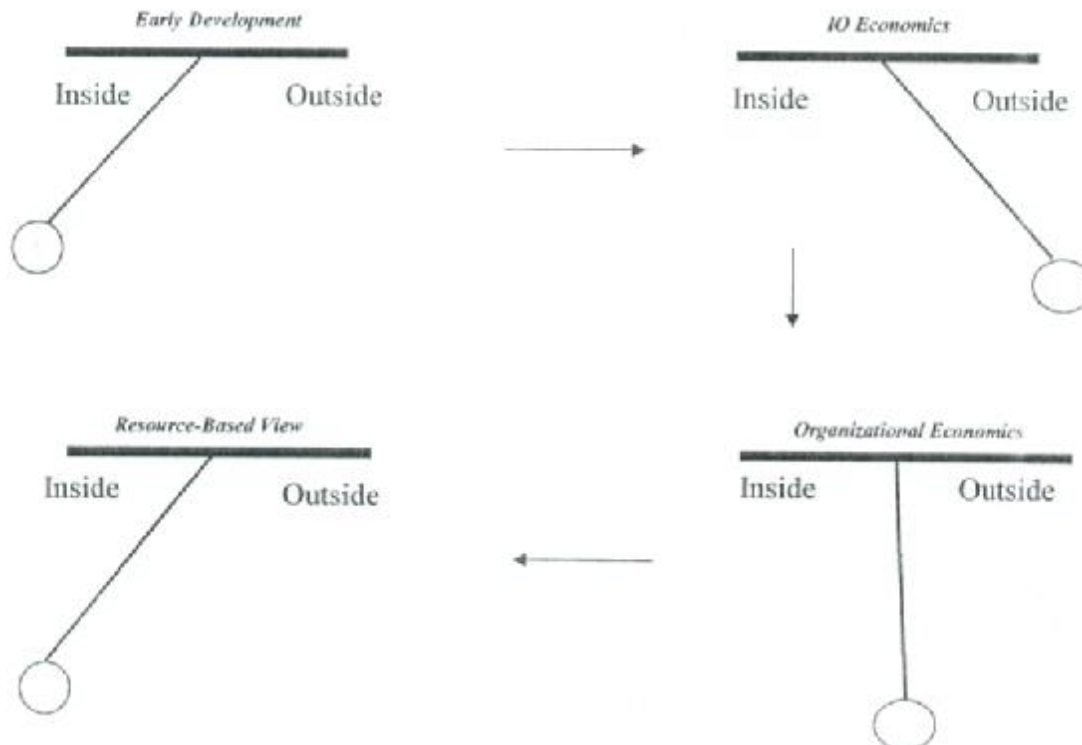 Early Development
Inside Outside
IO Economics
Inside Outside
Resource-Based View
Inside Outside
Organizational Economics
Inside Outside